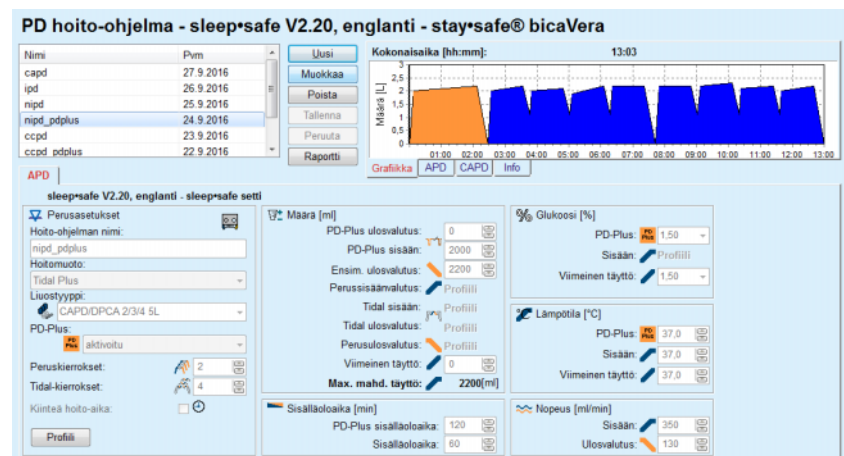 PD hoito-ohjelma - sleep•safe V2.20, englanti - stay•safe® bicaVera
Nimi Pvm
capd 27.9.2016
ipd 26.9.2016
nipd 25.9.2016
nipd_pdplus 24.9.2016
ccpd 23.9.2016
ccpd_pdplus 22.9.2016
Uusi
Muokkaa
Poista
Tallenna
Peruuta
Raportti
Kokonaisaika [hh:mm]: 13:03
Määrä [L]
3
2,5
2
1,5
1
0,5
0
01:00 02:00 03:00 04:00 05:00 06:00 07:00 08:00 09:00 10:00 11:00 12:00 13:00
Grafiikka APD CAPD Info
APD
sleep•safe V2.20, englanti - sleep•safe setti
Perusasetukset
Hoito-ohjelman nimi:
nipd_pdplus
Hoitomuoto:
Tidal Plus
Liuostyyppi:
CAPD/DPCA 2/3/4 5L
PD-Plus:
PD Plus aktivoitu
Peruskierrokset: 2
Tidal-kierrokset: 4
Kiinteä hoito-aika:
Profiili
Määrä [ml]
PD-Plus ulosvalutus: 0
PD-Plus sisään: 2000
Ensim. ulosvalutus: 2200
Perussisäänvalutus: Profiili
Tidal sisään: Profiili
Tidal ulosvalutus: Profiili
Perusulosvalutus: Profiili
Viimeinen täyttö: 0
Max. mahd. täyttö: 2200[ml]
Sisälläoloaika [min]
PD-Plus sisälläoloaika: 120
Sisälläoloaika: 60
% Glukoosi [%]
PD-Plus: PD Plus 1,50
Sisään: Profiili
Viimeinen täyttö: 1,50
Lämpötila [°C]
PD-Plus: PD Plus 37,0
Sisään: 37,0
Viimeinen täyttö: 37,0
Nopeus [ml/min]
Sisään: 350
Ulosvalutus: 130